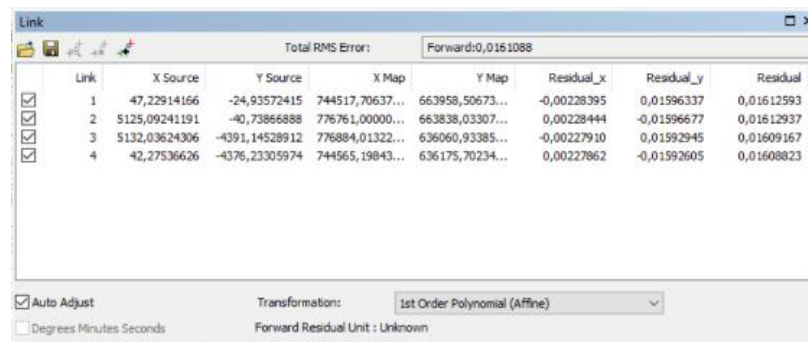 Link
Total RMS Error: Forward:0,0161088
Link X Source Y Source X Map Y Map Residual_x Residual_y Residual
1 47,22914166 -24,93572415 744517,70637... 663958,50673... -0,00228395 0,01596337 0,01612593
2 5125,09241191 -40,73866888 776761,00000... 663838,03307... 0,00228444 -0,01596677 0,01612937
3 5132,03624306 -4391,14528912 776884,01322... 636060,93385... -0,00227910 0,01592945 0,01609167
4 42,27536626 -4376,23305974 744565,19843... 636175,70234... 0,00227862 -0,01592605 0,01608823
Auto Adjust Transformation: 1st Order Polynomial (Affine)
Degrees Minutes Seconds Forward Residual Unit : Unknown